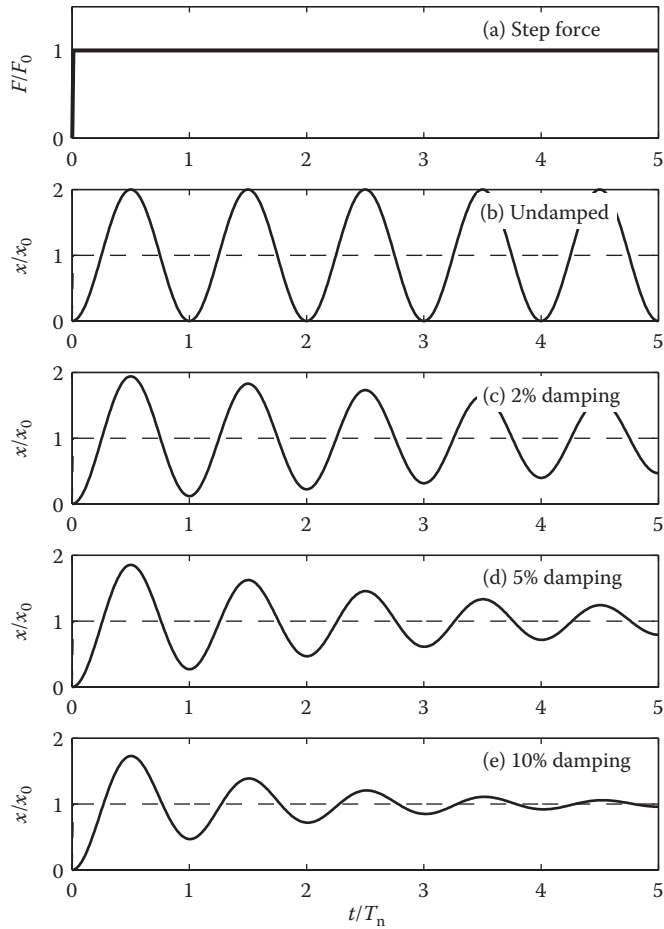 (a) Step force
F/F0
1
0
0 1 2 3 4 5
(b) Undamped
x/x0
2
1
0
0 1 2 3 4 5
(c) 2% damping
x/x0
2
1
0
0 1 2 3 4 5
(d) 5% damping
x/x0
2
1
0
0 1 2 3 4 5
(e) 10% damping
x/x0
2
1
0
0 1 2 3 4 5
t/Tn